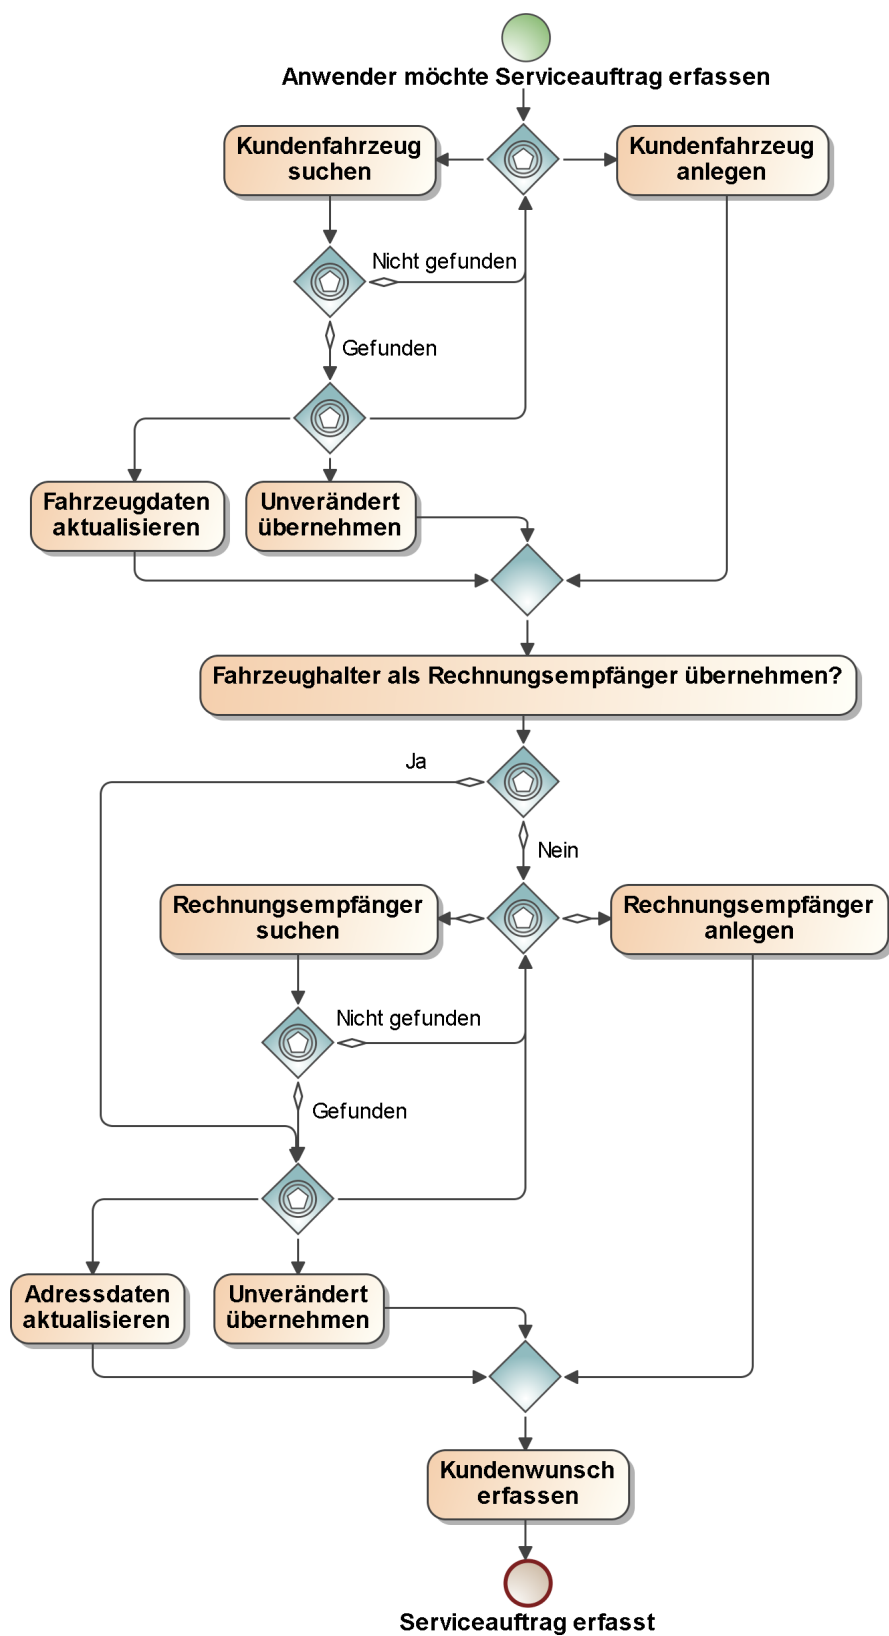 Anwender möchte Serviceauftrag erfassen
Kundenfahrzeug
suchen
Kundenfahrzeug
anlegen
Nicht gefunden
Gefunden
Fahrzeugdaten
aktualisieren
Unverändert
übernehmen
Fahrzeughalter als Rechnungsempfänger übernehmen?
Ja
Nein
Rechnungsempfänger
suchen
Rechnungsempfänger
anlegen
Nicht gefunden
Gefunden
Adressdaten
aktualisieren
Unverändert
übernehmen
Kundenwunsch
erfassen
Serviceauftrag erfasst